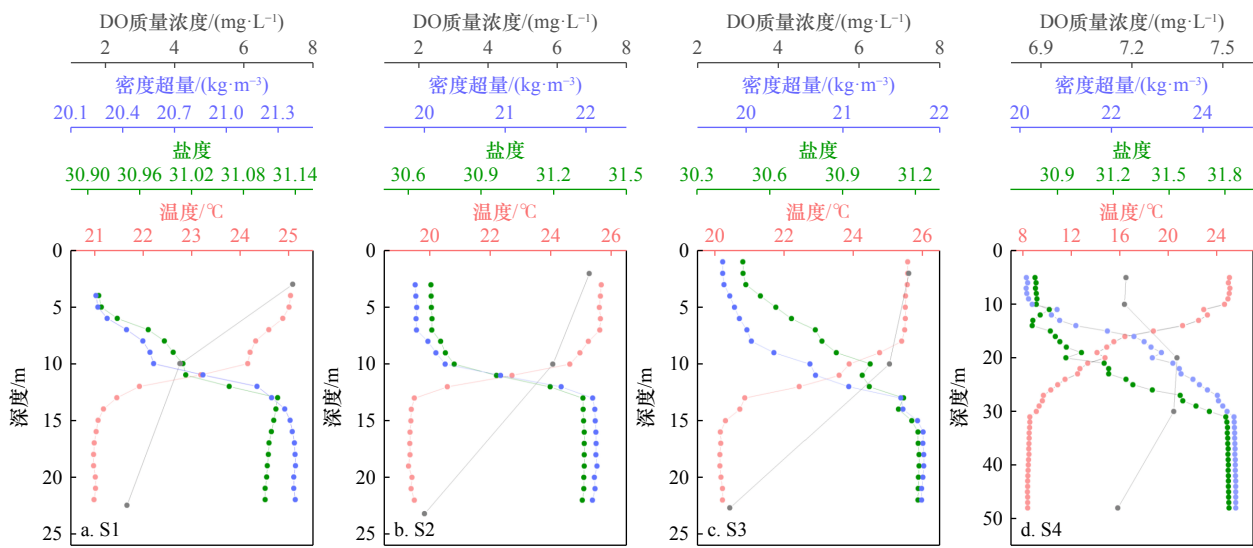 DO质量浓度/(mg·L⁻¹)
2 4 6 8
密度超量/(kg·m⁻³)
20.1 20.4 20.7 21.0 21.3
盐度
30.90 30.96 31.02 31.08 31.14
温度/℃
21 22 23 24 25
0
5
10
15
20
25
深度/m
a. S1
DO质量浓度/(mg·L⁻¹)
2 4 6 8
密度超量/(kg·m⁻³)
20 21 22
盐度
30.6 30.9 31.2 31.5
温度/℃
20 22 24 26
0
5
10
15
20
25
深度/m
b. S2
DO质量浓度/(mg·L⁻¹)
2 4 6 8
密度超量/(kg·m⁻³)
20 21 22
盐度
30.3 30.6 30.9 31.2
温度/℃
20 22 24 26
0
5
10
15
20
25
深度/m
c. S3
DO质量浓度/(mg·L⁻¹)
6.9 7.2 7.5
密度超量/(kg·m⁻³)
20 22 24
盐度
30.9 31.2 31.5 31.8
温度/℃
8 12 16 20 24
0
10
20
30
40
50
深度/m
d. S4